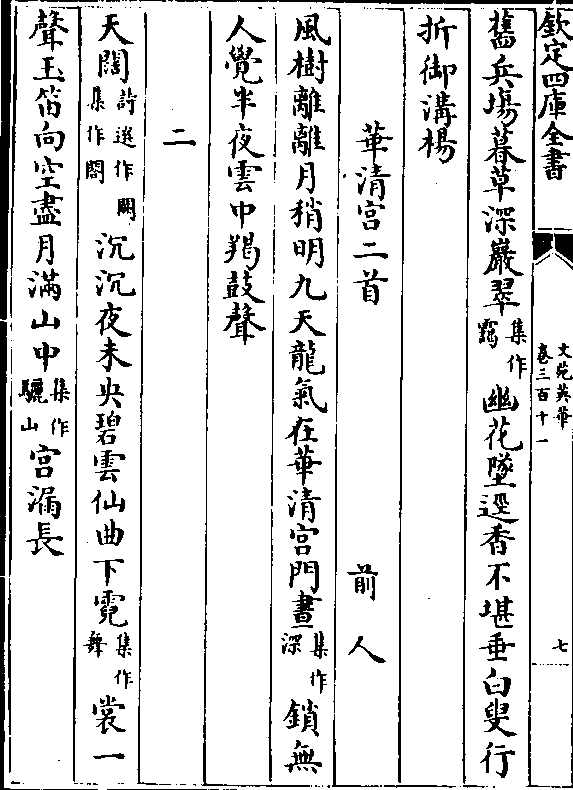 欽定四庫全書
文苑英華
卷三百十一
七
舊兵場暮草深巖翠集作靄幽花墜逕香不堪垂白叟行
折御溝楊
華清宫二首
前人
風樹離離月稍明九天龍氣在華清宫門晝集作深鎖無
人覺半夜雲中羯鼓聲
二
天闊詩選作闕集作閣沉沉夜未央碧雲仙曲下霓集作舞裳一
聲玉笛向空盡月滿山中集作驪山宫漏長